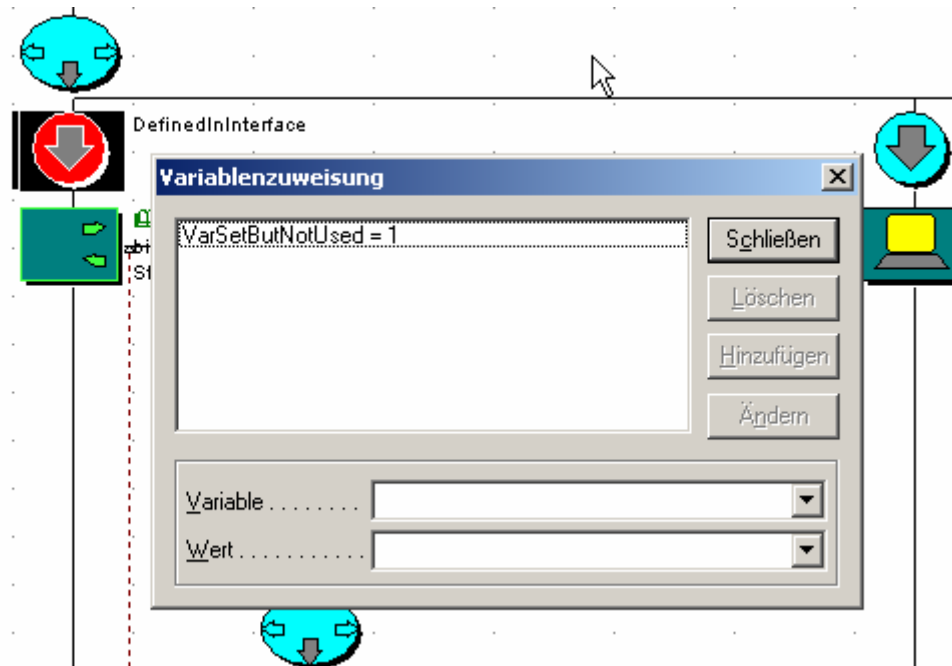 DefinedInInterface
Variablenzuweisung
VarSetButNotUsed = 1
Schließen
Löschen
Hinzufügen
Ändern
Variable . . . . . . . .
Wert . . . . . . . . . . .